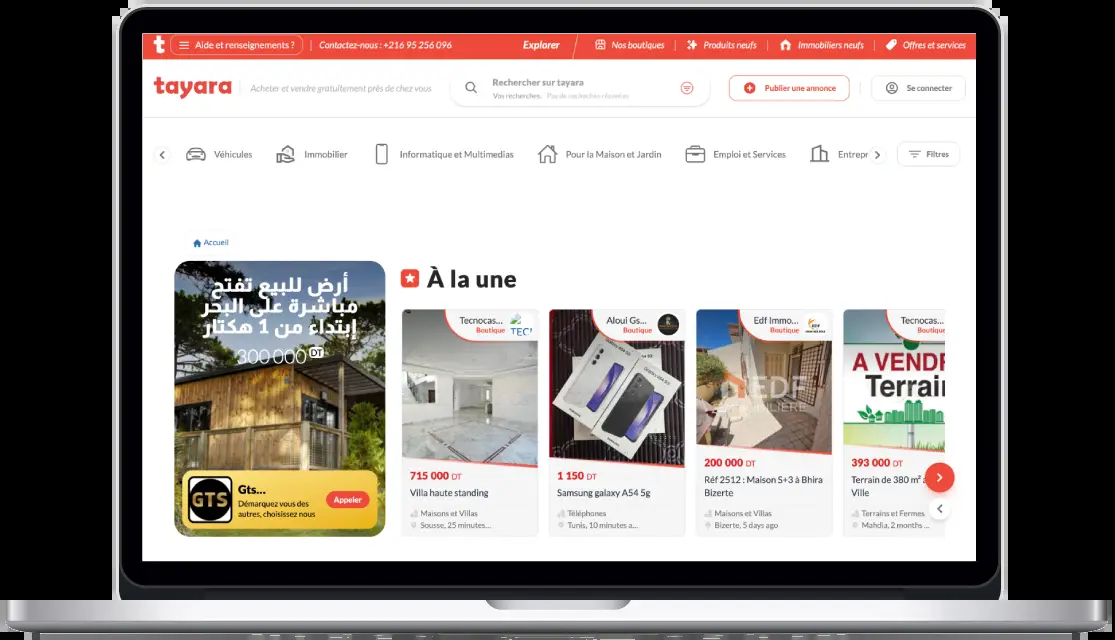 t
Aide et renseignements ?
Contactez-nous : +216 95 256 096
Explorer
Nos boutiques
Produits neufs
Immobiliers neufs
Offres et services
tayara
Acheter et vendre gratuitement près de chez vous
Rechercher sur tayara
Vos recherches: Pas de recherches récentes
Publier une annonce
Se connecter
Véhicules
Immobilier
Informatique et Multimedias
Pour la Maison et Jardin
Emploi et Services
Entrepr
Filtres
Accueil
أرض للبيع تفتح
مباشرة على البحر
إبتداء من 1 هكتار
300 000 DT
GTS
Gts...
Démarquez vous des
autres, choisissez nous
Appeler
À la une
Tecnocas...
Boutique
TEC!
715 000 DT
Villa haute standing
Maisons et Villas
Sousse, 25 minutes...
Aloui Gs...
Boutique
Galaxy A54 5G
1 150 DT
Samsung galaxy A54 5g
Téléphones
Tunis, 10 minutes a...
Edf Immo...
Boutique
EDF
EDF
200 000 DT
Réf 2512 : Maison S+3 à Bhira
Bizerte
Maisons et Villas
Bizerte, 5 days ago
Tecnocas...
Boutique
A VENDR
Terrain
393 000 DT
Terrain de 380 m²
Ville
Terrains et Fermes
Mahdia, 2 months ...